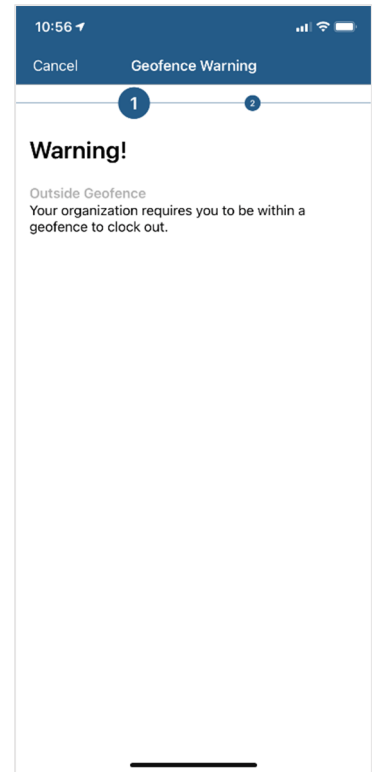 10:56
Cancel Geofence Warning
1 2
Warning!
Outside Geofence
Your organization requires you to be within a
geofence to clock out.